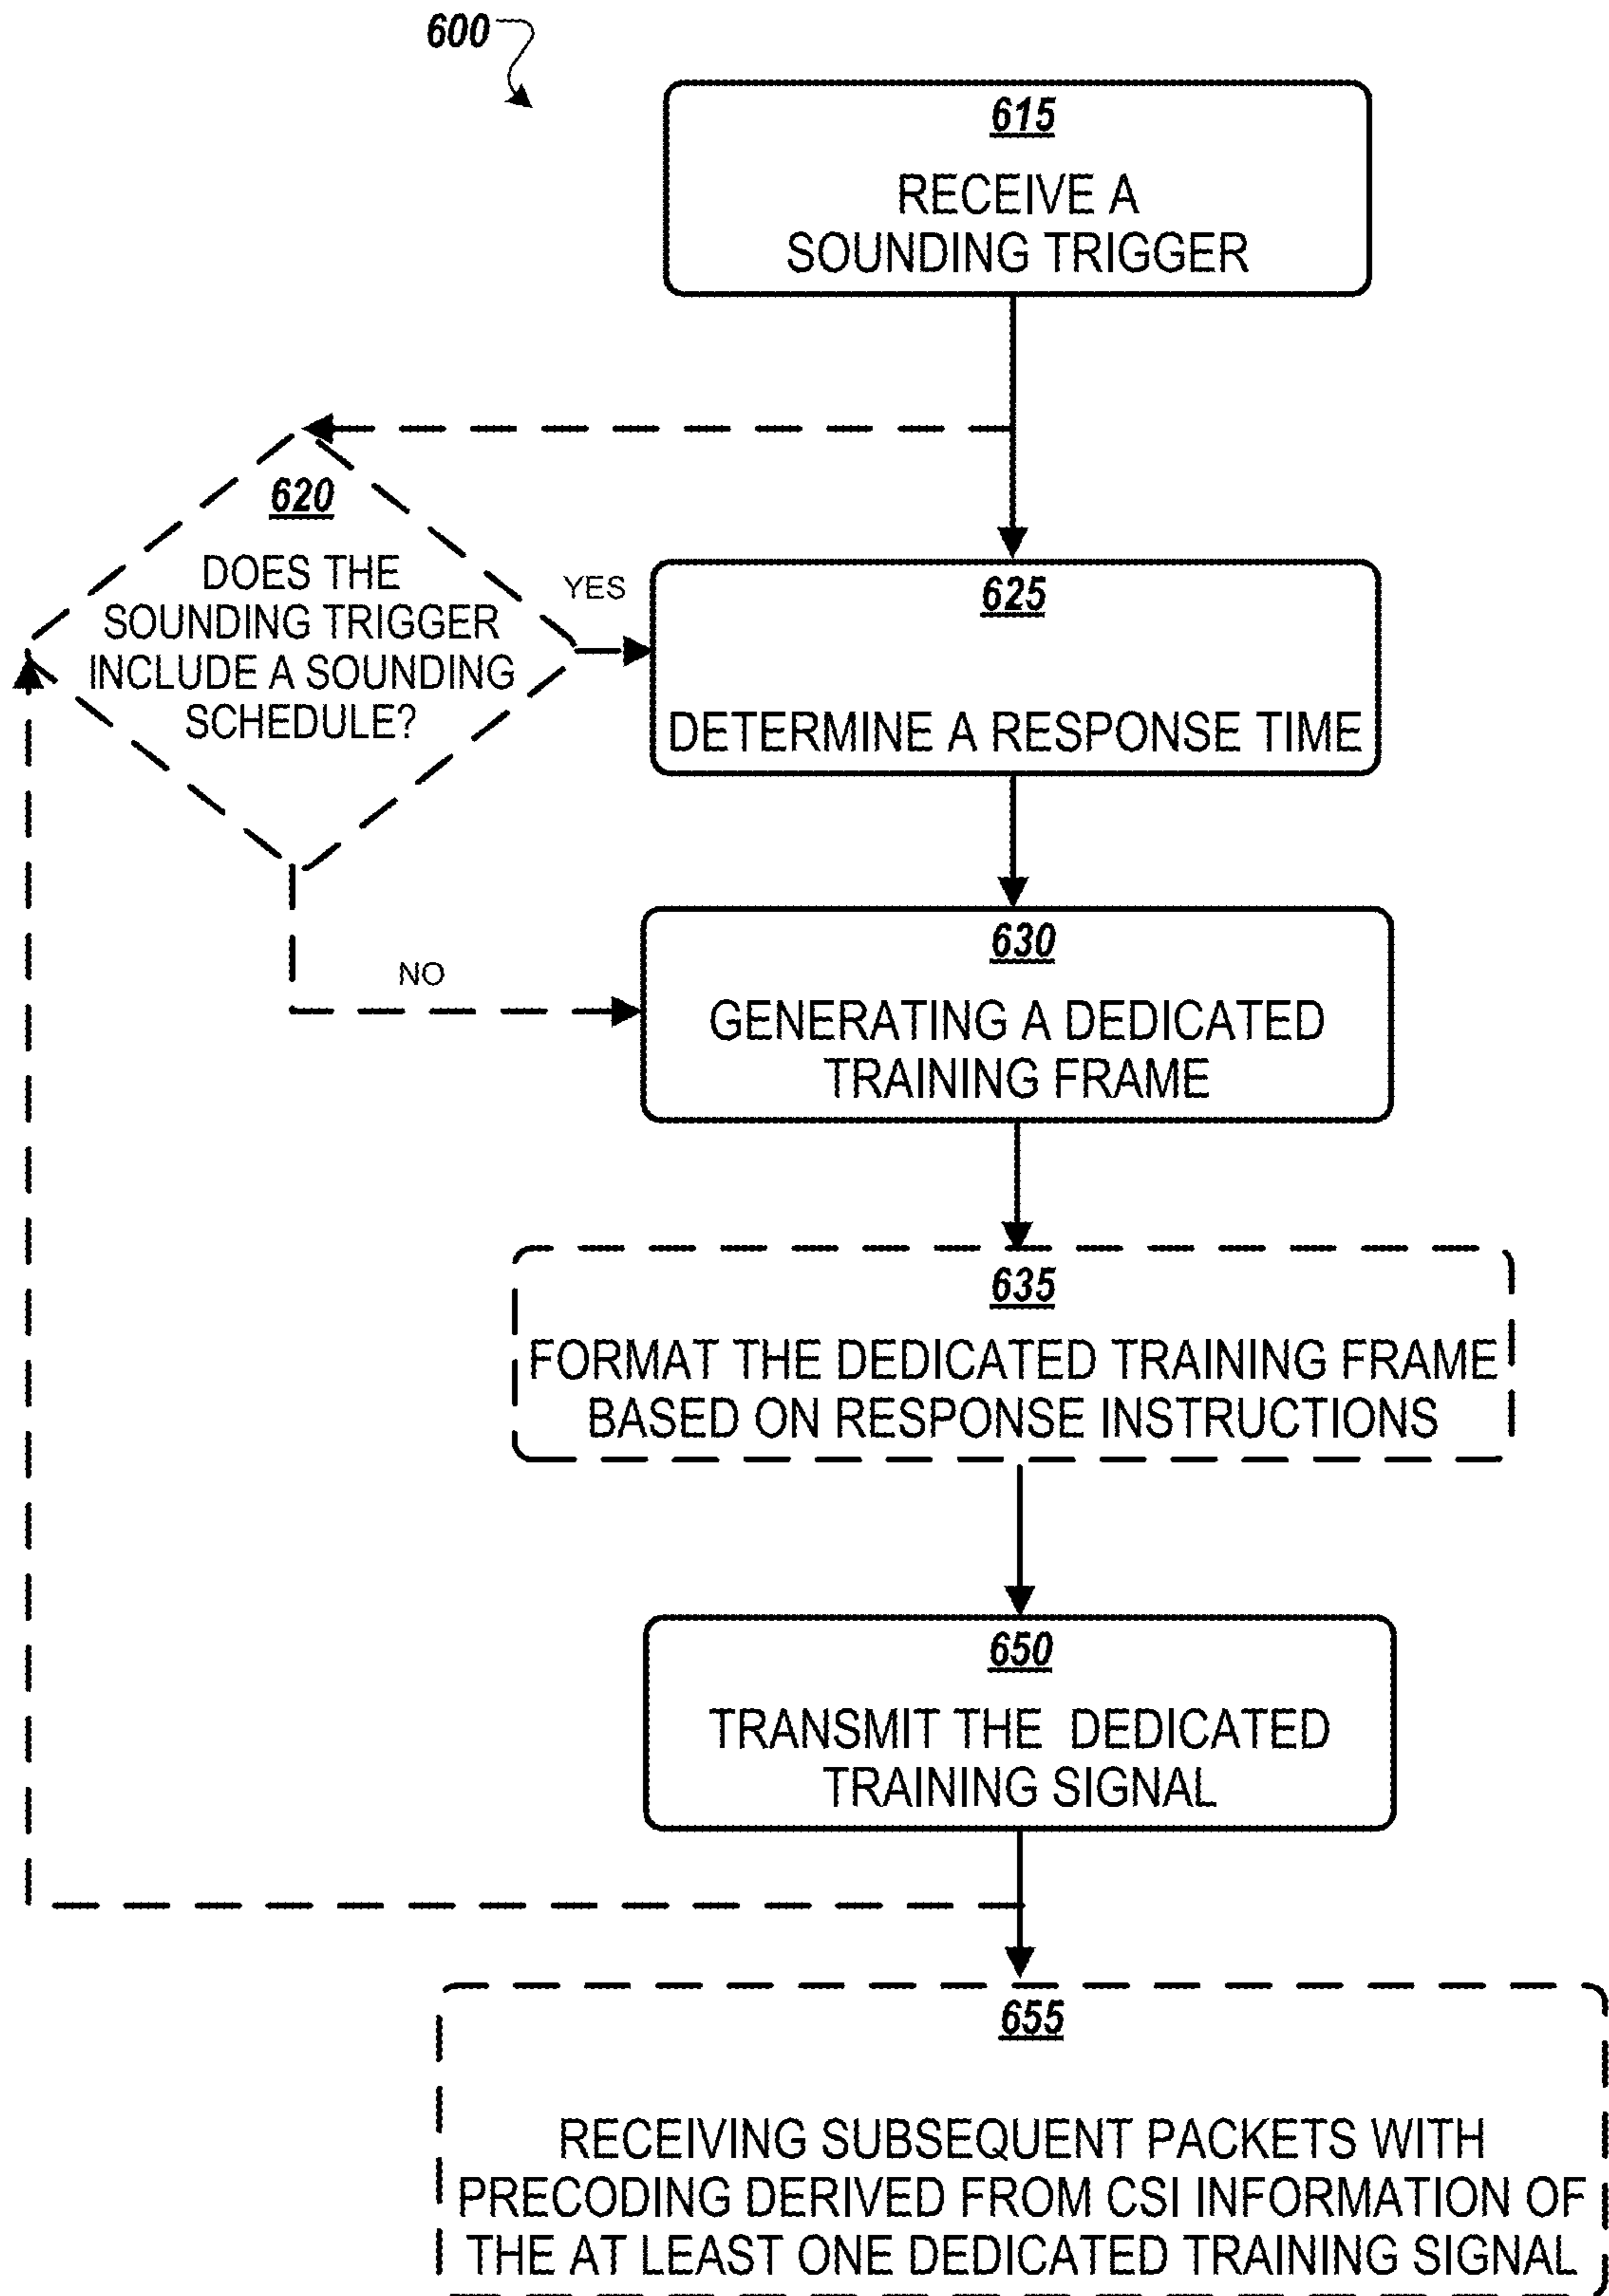 600
615
RECEIVE A
SOUNDING TRIGGER
620
DOES THE
SOUNDING TRIGGER
INCLUDE A SOUNDING
SCHEDULE?
YES
625
DETERMINE A RESPONSE TIME
NO
630
GENERATING A DEDICATED
TRAINING FRAME
635
FORMAT THE DEDICATED TRAINING FRAME
BASED ON RESPONSE INSTRUCTIONS
650
TRANSMIT THE DEDICATED
TRAINING SIGNAL
655
RECEIVING SUBSEQUENT PACKETS WITH
PRECODING DERIVED FROM CSI INFORMATION OF
THE AT LEAST ONE DEDICATED TRAINING SIGNAL